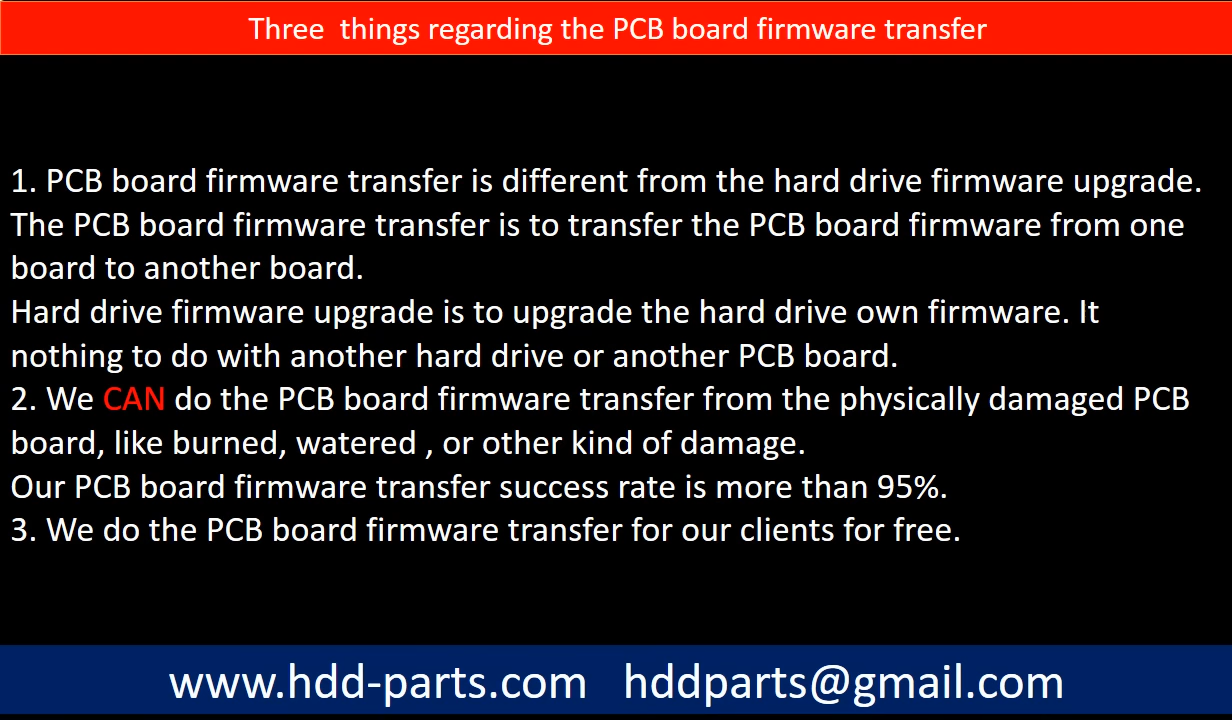 Three  things regarding the PCB board firmware transfer
1. PCB board firmware transfer is different from the hard drive firmware upgrade.
The PCB board firmware transfer is to transfer the PCB board firmware from one
board to another board.
Hard drive firmware upgrade is to upgrade the hard drive own firmware. It
nothing to do with another hard drive or another PCB board.
2. We CAN do the PCB board firmware transfer from the physically damaged PCB
board, like burned, watered , or other kind of damage.
Our PCB board firmware transfer success rate is more than 95%.
3. We do the PCB board firmware transfer for our clients for free.
www.hdd-parts.com   hddparts@gmail.com